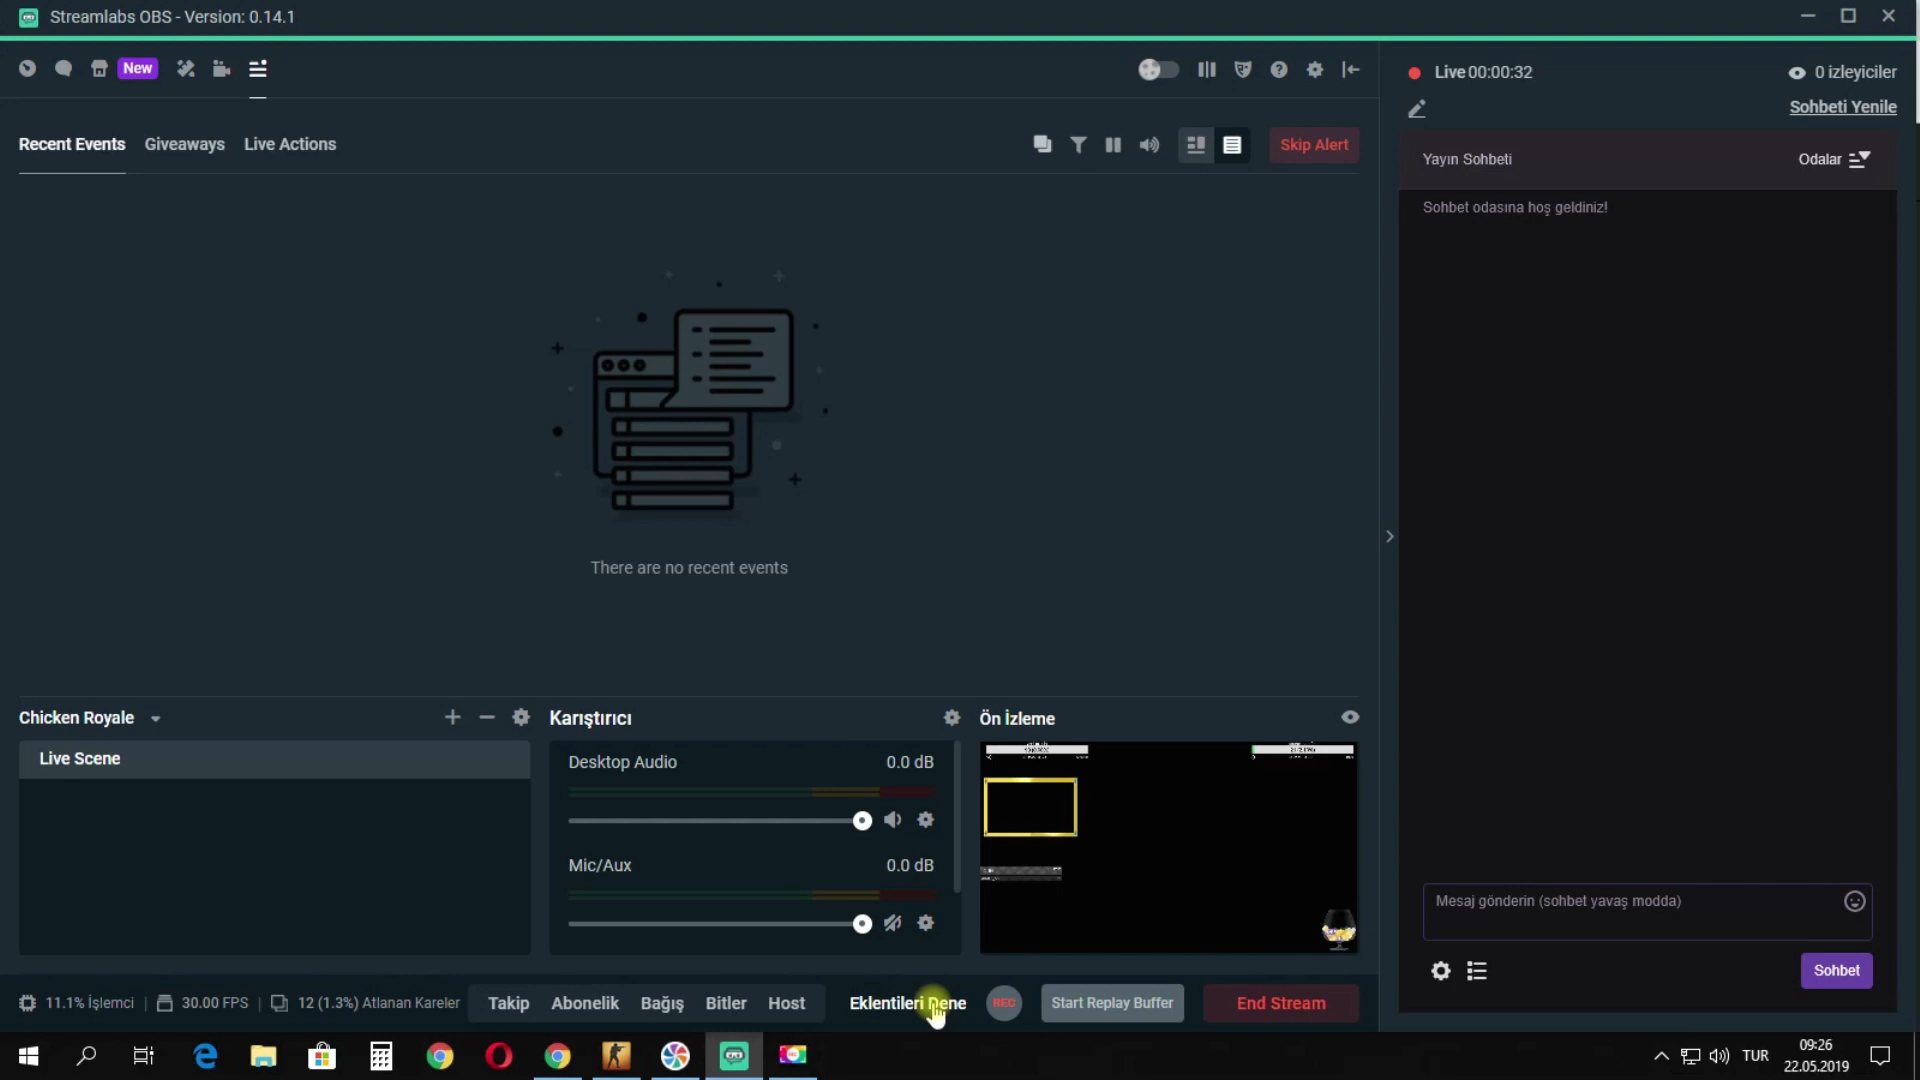 Streamlabs OBS - Version: 0.14.1
New
Live 00:00:32
0 izleyiciler
Sohbeti Yenile
Recent Events
Giveaways
Live Actions
Skip Alert
Yayın Sohbeti
Odalar
Sohbet odasına hoş geldiniz!
There are no recent events
Chicken Royale
Karıştırıcı
Ön İzleme
Live Scene
Desktop Audio
0.0 dB
Mic/Aux
0.0 dB
Mesaj gönderin (sohbet yavaş modda)
Sohbet
11.1% İşlemci
30.00 FPS
12 (1.3%) Atlanan Kareler
Takip
Abonelik
Bağış
Bitler
Host
Eklentileri Dene
REC
Start Replay Buffer
End Stream
TUR
09:26
22.05.2019